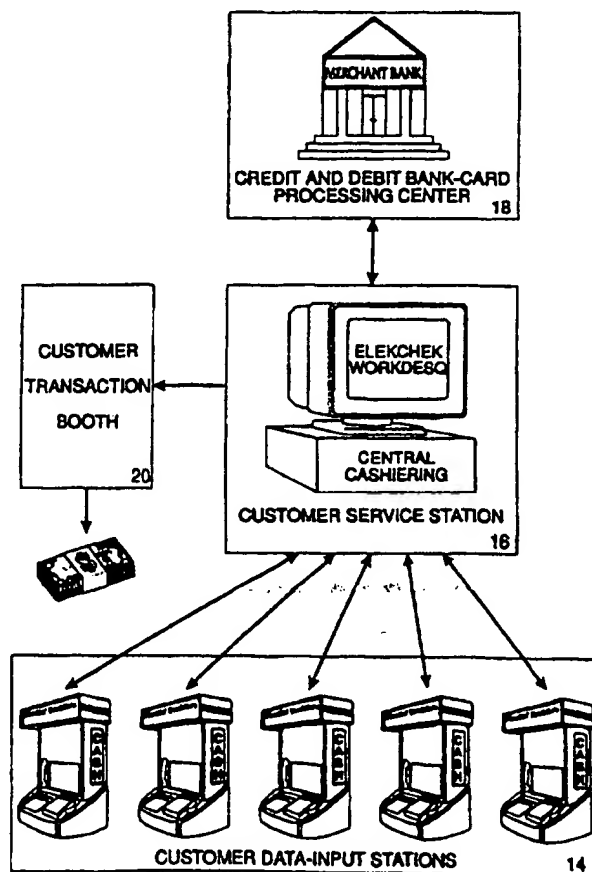 MERCHANT BANK
CREDIT AND DEBIT BANK-CARD
PROCESSING CENTER
18
CUSTOMER
TRANSACTION
BOOTH
20
ELEKCHEK
WORKDESQ
CENTRAL
CASHIERING
CUSTOMER SERVICE STATION
16
CUSTOMER DATA-INPUT STATIONS
14